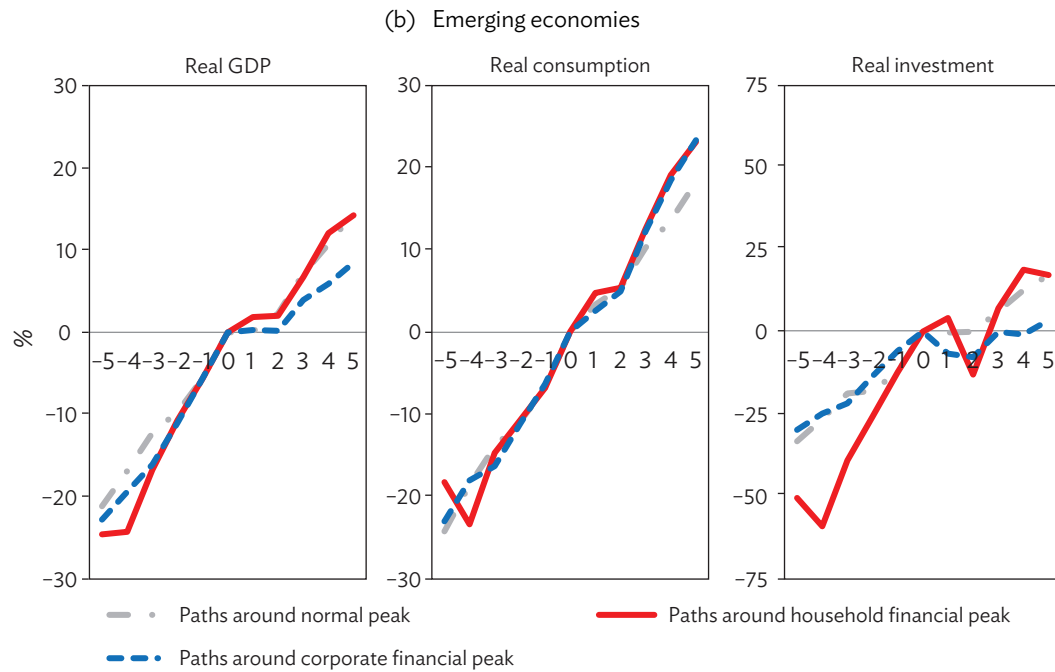 (b) Emerging economies
Real GDP
Real consumption
Real investment
%
30
20
10
0
−10
−20
−30
−5 −4 −3 −2 −1 0 1 2 3 4 5
30
20
10
0
−10
−20
−30
−5 −4 −3 −2 −1 0 1 2 3 4 5
75
50
25
0
−25
−50
−75
−5 −4 −3 −2 −1 0 1 2 3 4 5
Paths around normal peak
Paths around household financial peak
Paths around corporate financial peak